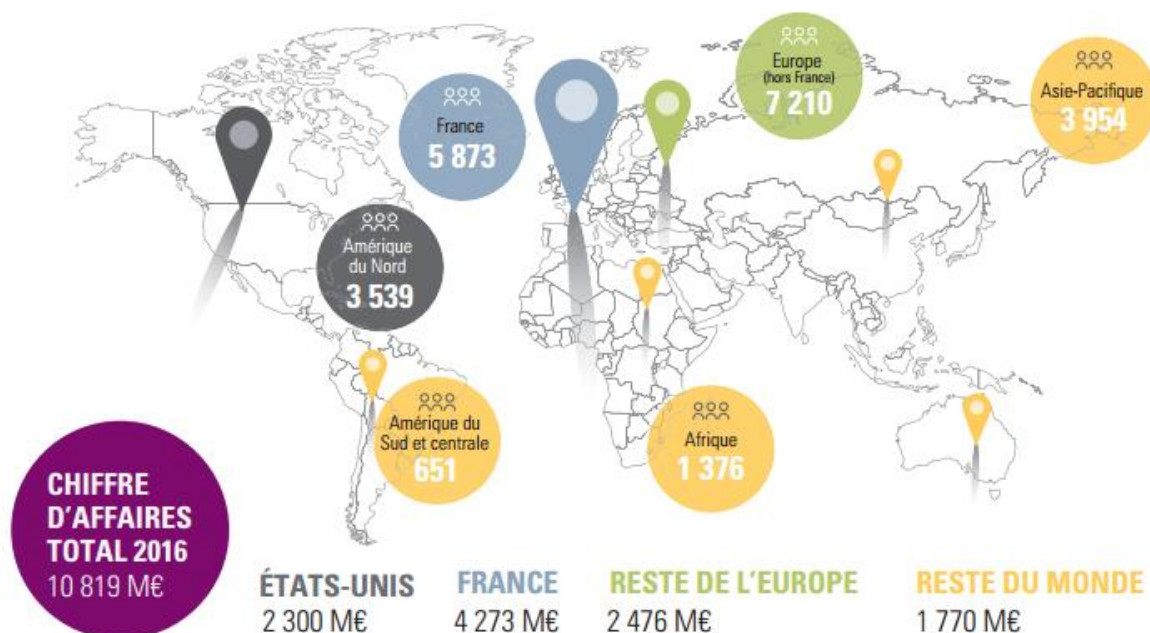 Europe
(hors France)
7 210
Asie-Pacifique
3 954
France
5 873
Amérique
du Nord
3 539
Amérique du
Sud et centrale
651
Afrique
1 376
CHIFFRE
D'AFFAIRES
TOTAL 2016
10 819 M€
ÉTATS-UNIS
2 300 M€
FRANCE
4 273 M€
RESTE DE L'EUROPE
2 476 M€
RESTE DU MONDE
1 770 M€